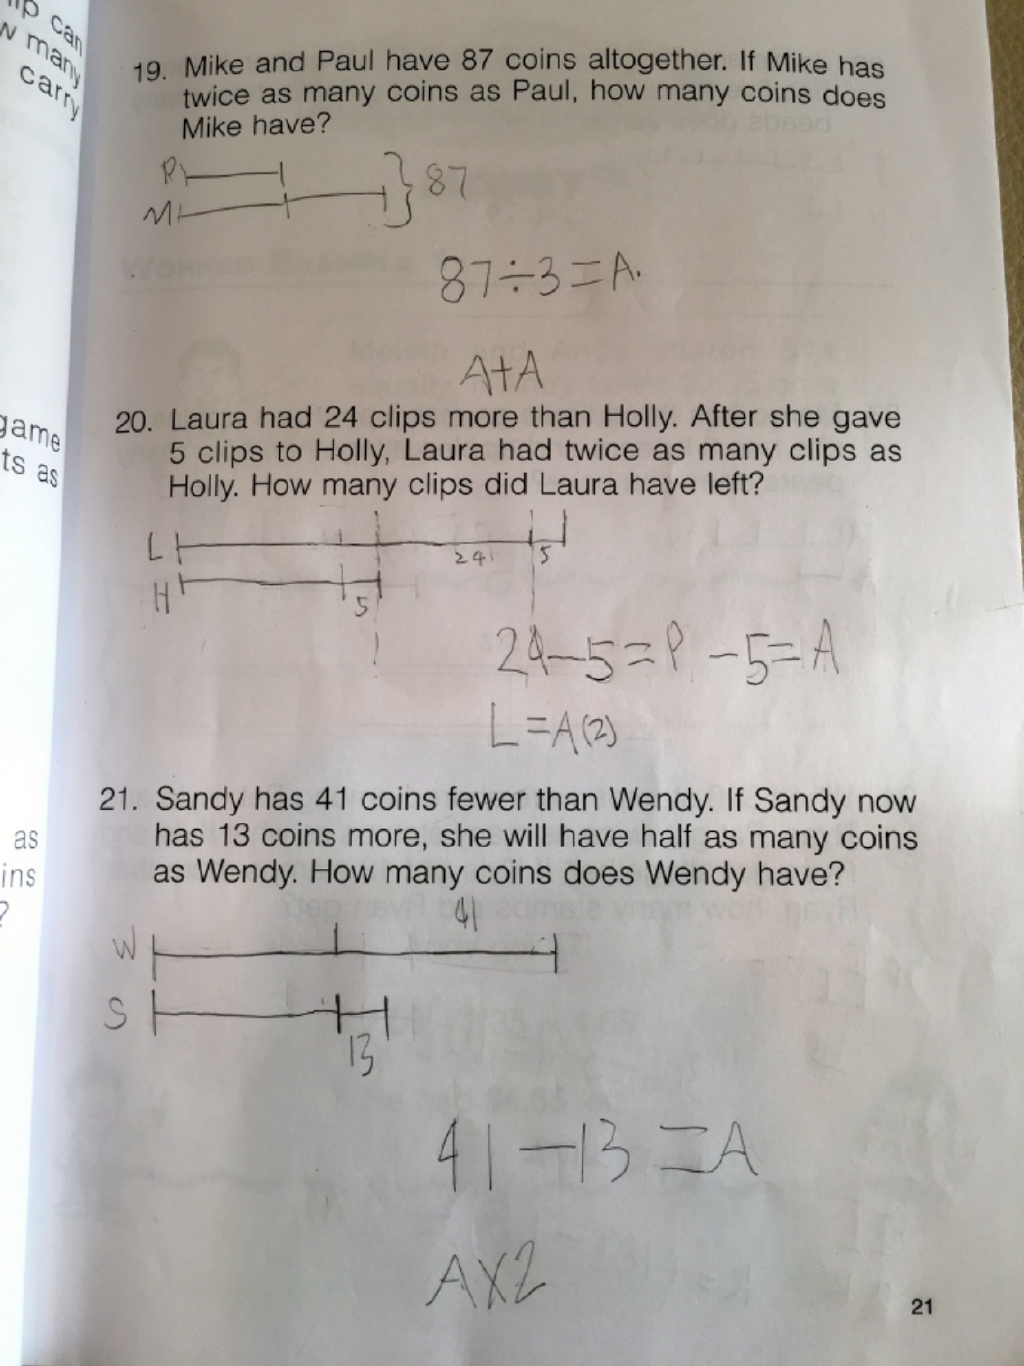 ip can
w many
carry
19. Mike and Paul have 87 coins altogether. If Mike has
twice as many coins as Paul, how many coins does
Mike have?
P
87
M
87÷3=A.
A+A
game
ts as
20. Laura had 24 clips more than Holly. After she gave
5 clips to Holly, Laura had twice as many clips as
Holly. How many clips did Laura have left?
L
24 5
H
5
24-5=P -5=A
L=A(2)
as
ins
?
21. Sandy has 41 coins fewer than Wendy. If Sandy now
has 13 coins more, she will have half as many coins
as Wendy. How many coins does Wendy have?
41
W
S
13
41-13=A
AX2
21